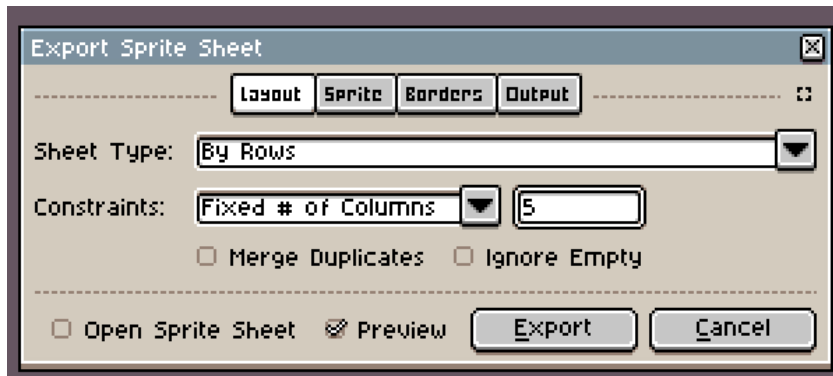 Export Sprite Sheet
Layout Sprite Borders Output
Sheet Type: By Rows
Constraints: Fixed # of Columns 5
Merge Duplicates Ignore Empty
Open Sprite Sheet Preview Export Cancel